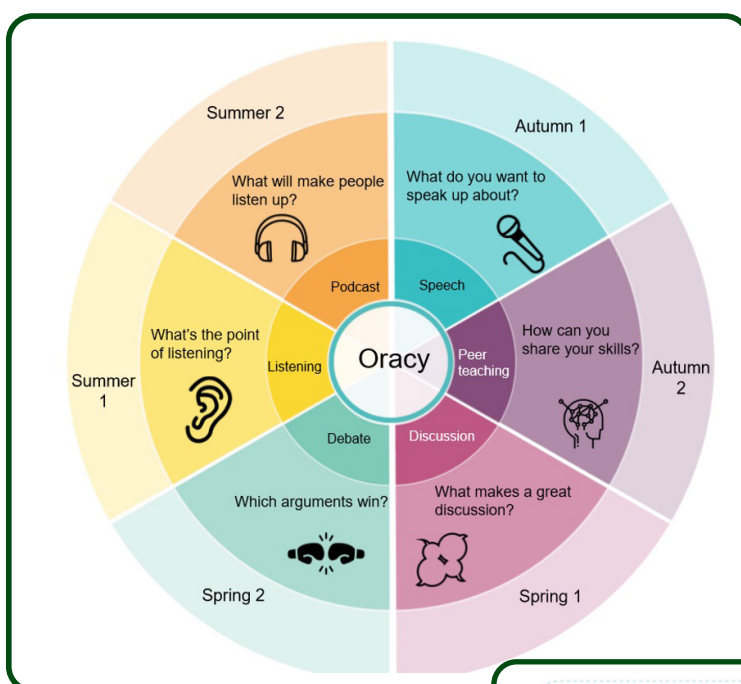 Oracy
Autumn 1
What do you want to
speak up about?
Speech
Autumn
2
How can you
share your skills?
Peer
teaching
Spring 1
What makes a great
discussion?
Discussion
Spring 2
Which arguments win?
Debate
Summer
1
What's the point
of listening?
Listening
Summer 2
What will make people
listen up?
Podcast